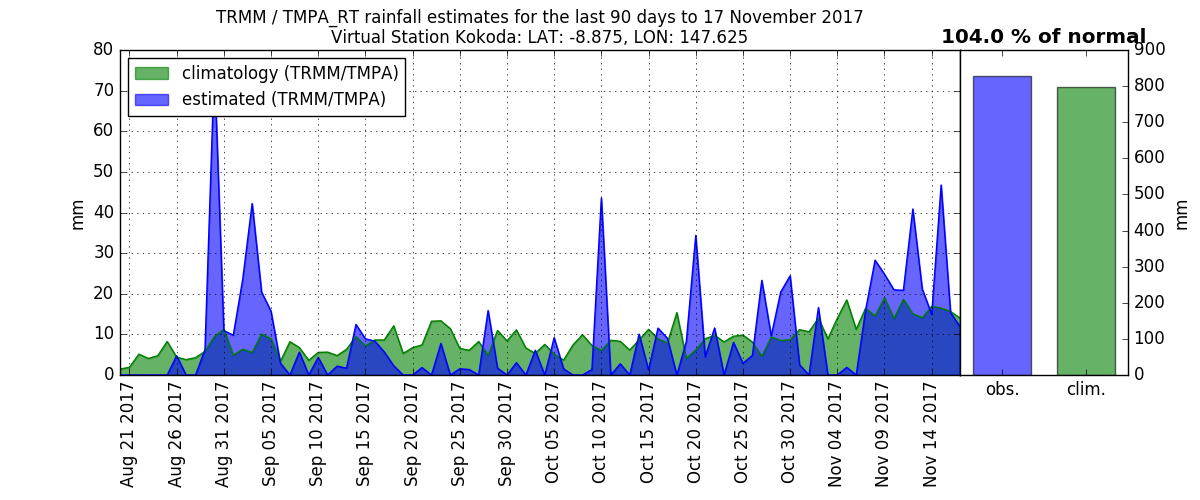 TRMM / TMPA_RT rainfall estimates for the last 90 days to 17 November 2017
Virtual Station Kokoda: LAT: -8.875, LON: 147.625
104.0 % of normal
climatology (TRMM/TMPA)
estimated (TRMM/TMPA)
80
70
60
50
40
30
20
10
0
mm
Aug 21 2017
Aug 26 2017
Aug 31 2017
Sep 05 2017
Sep 10 2017
Sep 15 2017
Sep 20 2017
Sep 25 2017
Sep 30 2017
Oct 05 2017
Oct 10 2017
Oct 15 2017
Oct 20 2017
Oct 25 2017
Oct 30 2017
Nov 04 2017
Nov 09 2017
Nov 14 2017
900
800
700
600
500
400
300
200
100
0
mm
obs.
clim.